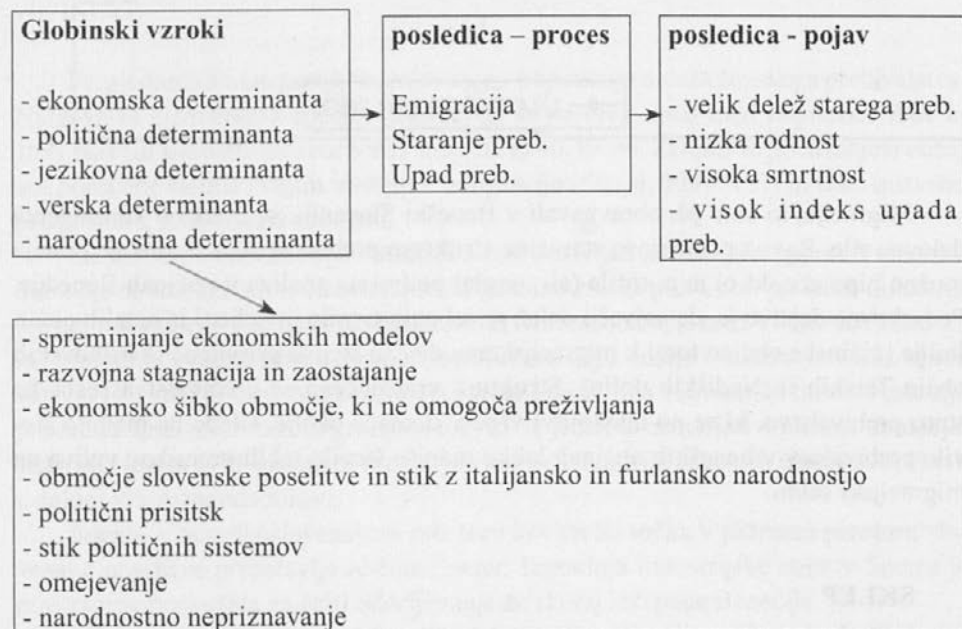 Globinski vzroki
- ekonomska determinanta
- politična determinanta
- jezikovna determinanta
- verska determinanta
- narodnostna determinanta
posledica – proces
Emigracija
Staranje preb.
Upad preb.
posledica - pojav
- velik delež starega preb.
- nizka rodnost
- visoka smrtnost
- visok indeks upada
preb.
- spreminjanje ekonomskih modelov
- razvojna stagnacija in zaostajanje
- ekonomsko šibko območje, ki ne omogoča preživljanja
- območje slovenske poselitve in stik z italijansko in furlansko narodnostjo
- politični prisitsk
- stik političnih sistemov
- omejevanje
- narodnostno nepriznavanje